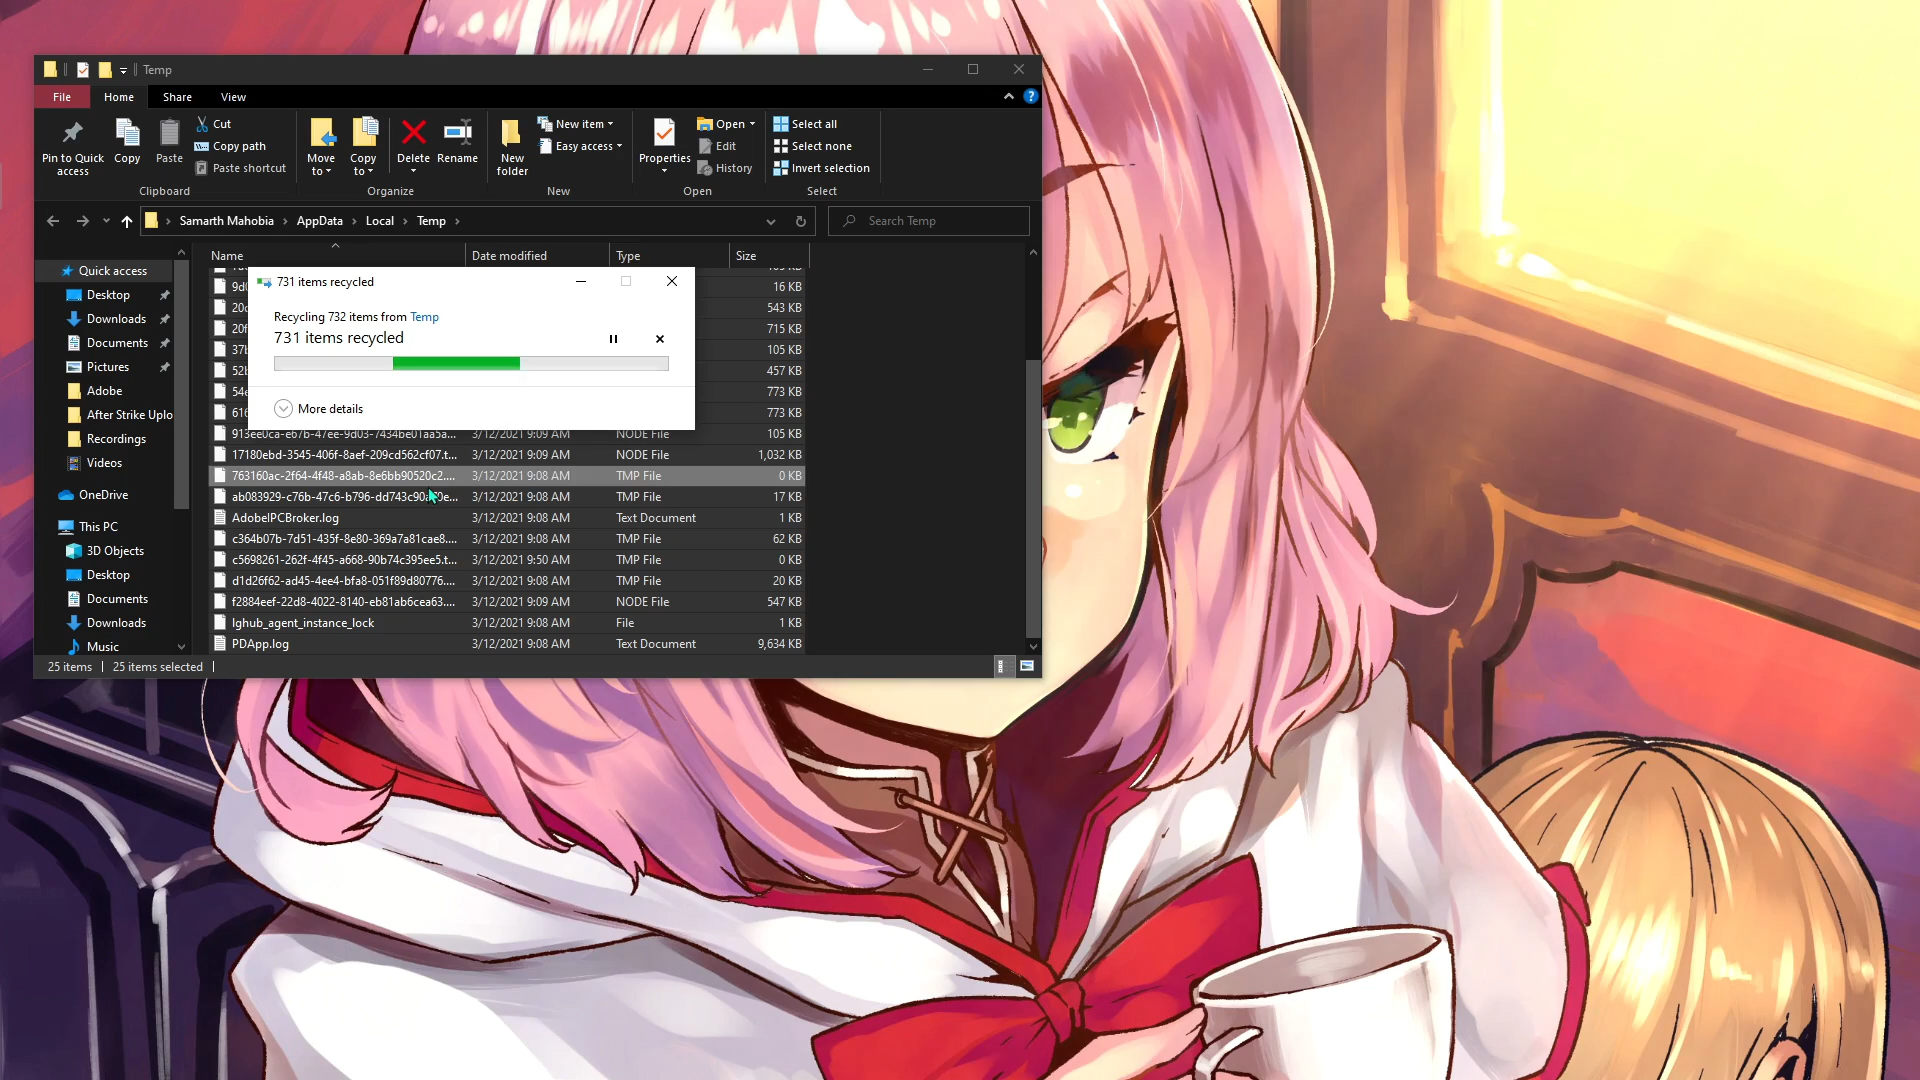 Temp
File Home Share View
Pin to Quick access
Copy
Paste
Cut
Copy path
Paste shortcut
Clipboard
Move to
Copy to
Delete
Rename
Organize
New folder
New item
Easy access
New
Properties
Open
Edit
History
Open
Select all
Select none
Invert selection
Select
Samarth Mahobia > AppData > Local > Temp >
Search Temp
Name Date modified Type Size
Quick access
Desktop
Downloads
Documents
Pictures
Adobe
After Strike Uplo
Recordings
Videos
OneDrive
This PC
3D Objects
Desktop
Documents
Downloads
Music
731 items recycled
Recycling 732 items from Temp
731 items recycled
More details
16 KB
543 KB
715 KB
105 KB
457 KB
773 KB
773 KB
913ee0ca-e67b-47ee-9d03-7434be01aa5a... 3/12/2021 9:09 AM NODE File 105 KB
17180ebd-3545-406f-8aef-209cd562cf07.t... 3/12/2021 9:09 AM NODE File 1,032 KB
763160ac-2f64-4f48-a8ab-8e6bb90520c2.... 3/12/2021 9:08 AM TMP File 0 KB
3/12/2021 9:08 AM TMP File 17 KB
AdobeIPCBroker.log 3/12/2021 9:08 AM Text Document 1 KB
c364b07b-7d51-435f-8e80-369a7a81cae8.... 3/12/2021 9:08 AM TMP File 62 KB
c5698261-262f-4f45-a668-90b74c395ee5.t... 3/12/2021 9:50 AM TMP File 0 KB
d1d26f62-ad45-4ee4-bfa8-051f89d80776.... 3/12/2021 9:08 AM TMP File 20 KB
f2884eef-22d8-4022-8140-eb81ab6cea63.... 3/12/2021 9:09 AM NODE File 547 KB
lghub_agent_instance_lock 3/12/2021 9:08 AM File 1 KB
PDApp.log 3/12/2021 9:08 AM Text Document 9,634 KB
25 items 25 items selected